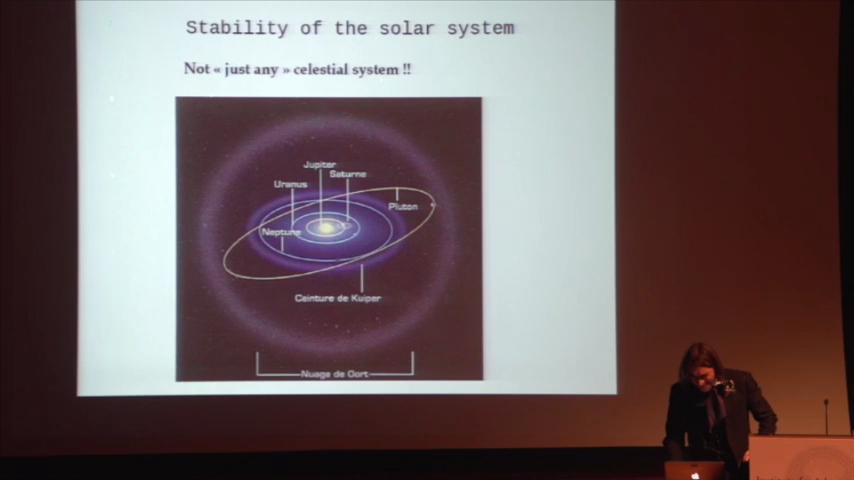 Stability of the solar system
Not « just any » celestial system !!
Jupiter
Saturne
Uranus
Pluton
Neptune
Ceinture de Kuiper
Nuage de Oort